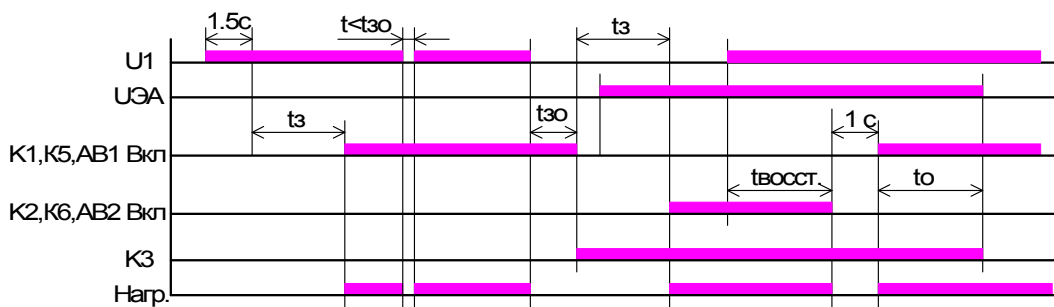 1.5с
t<tзо
tз
U1
UЭА
tз
tзо
1 с
К1,К5,АВ1 Вкл
tвосст.
tо
К2,К6,АВ2 Вкл
К3
Нагр.